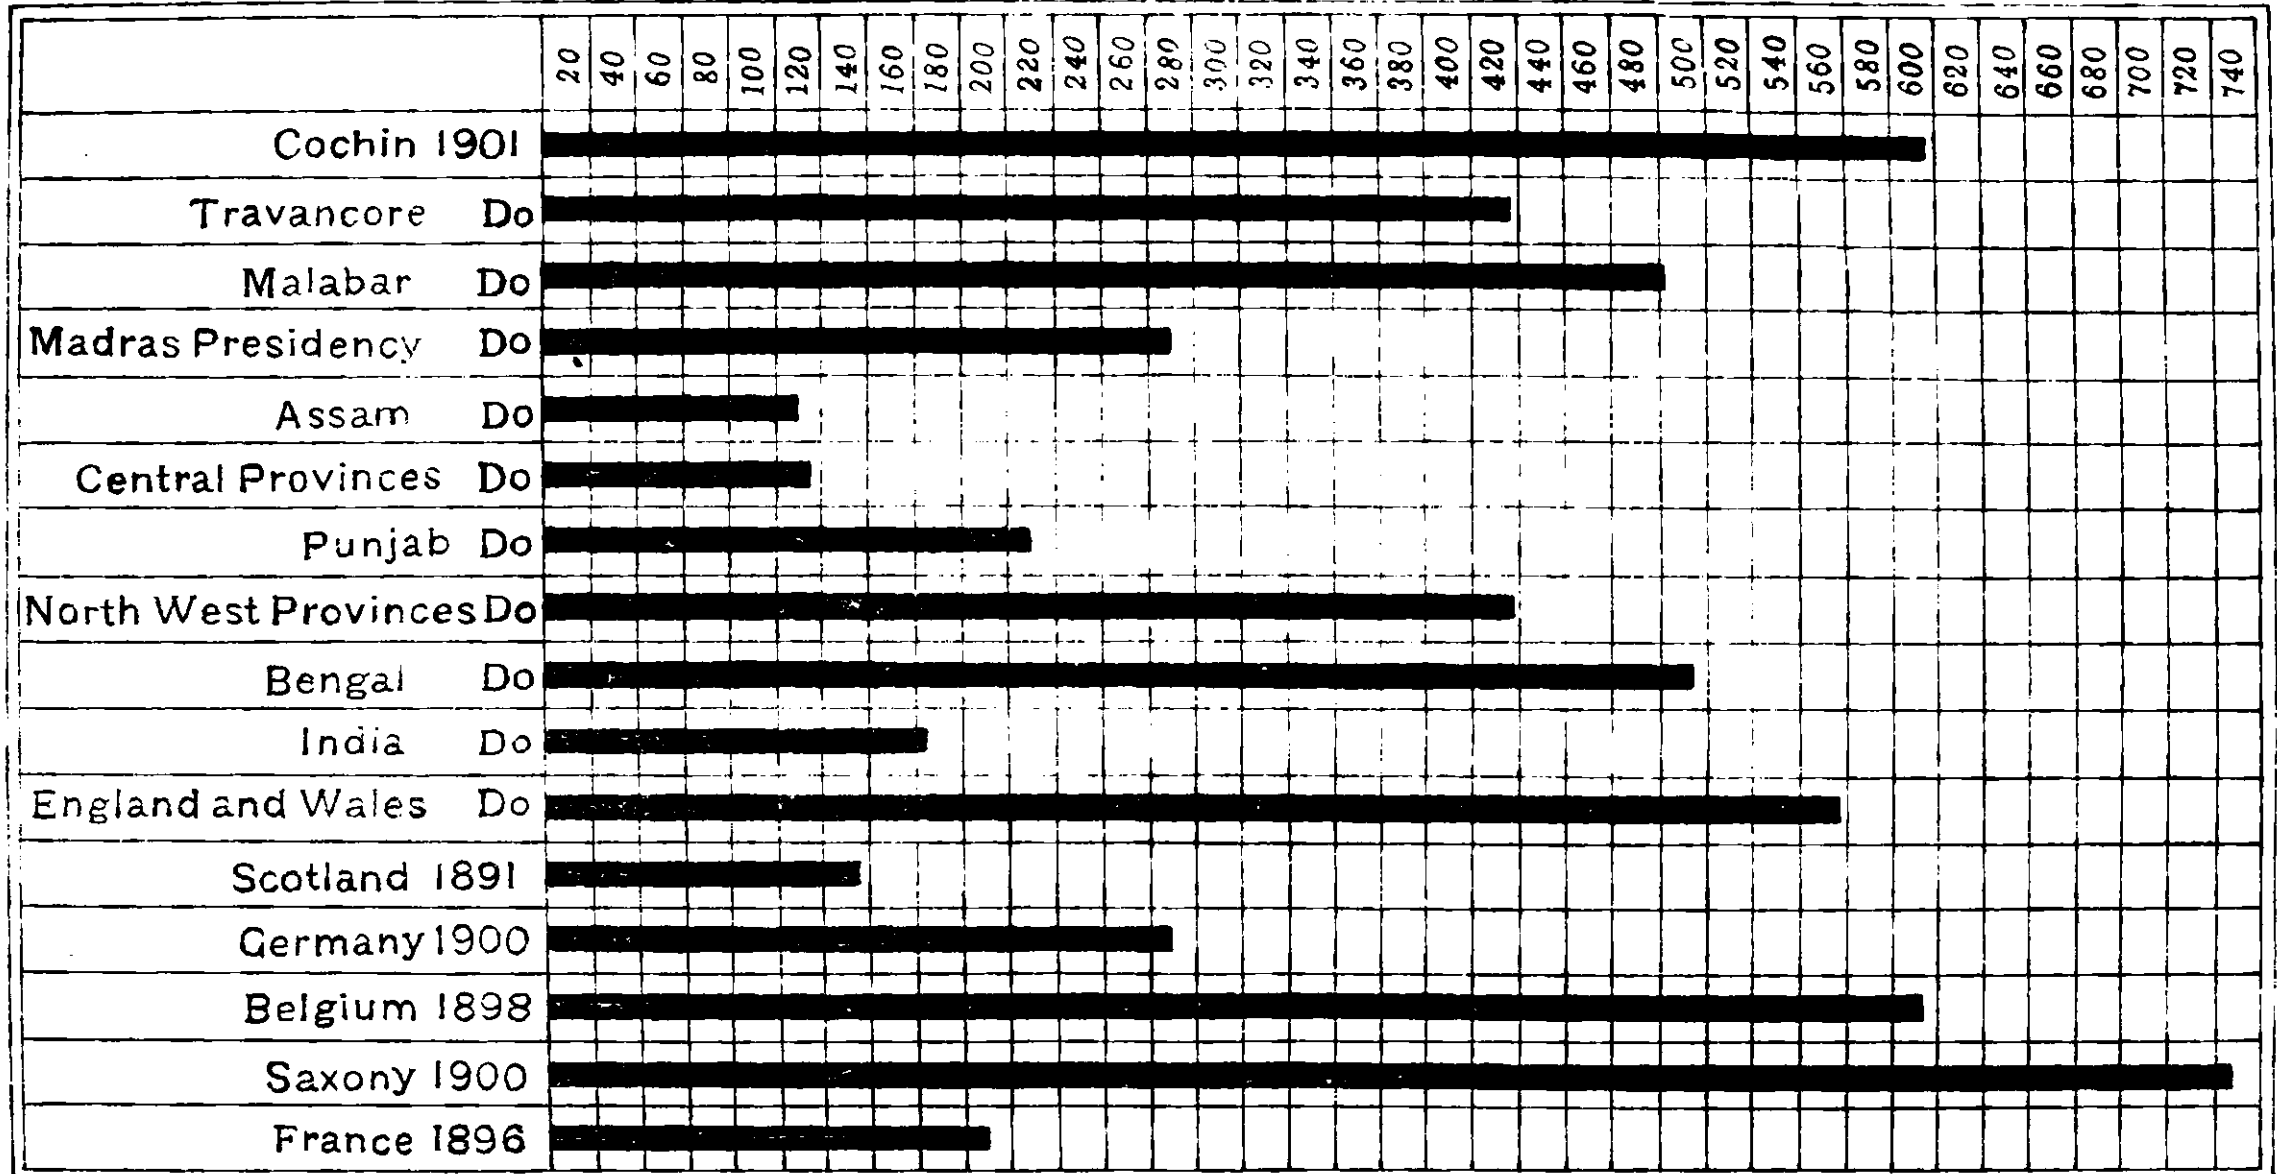 20 40 60 80 100 120 140 160 180 200 220 240 260 280 300 320 340 360 380 400 420 440 460 480 500 520 540 560 580 600 620 640 660 680 700 720 740
Cochin 1901
Travancore Do
Malabar Do
Madras Presidency Do
Assam Do
Central Provinces Do
Punjab Do
North West Provinces Do
Bengal Do
India Do
England and Wales Do
Scotland 1891
Germany 1900
Belgium 1898
Saxony 1900
France 1896